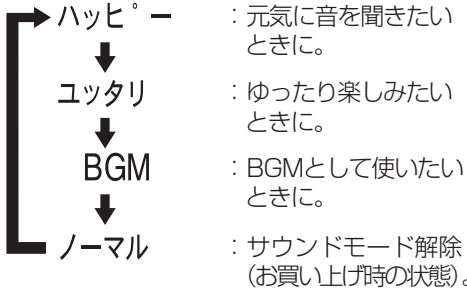 ハッピー ：元気に音を聞きたい
ときに。
ユッタリ ：ゆったり楽しみたい
ときに。
BGM ：BGMとして使いたい
ときに。
ノーマル ：サウンドモード解除
（お買い上げ時の状態）。